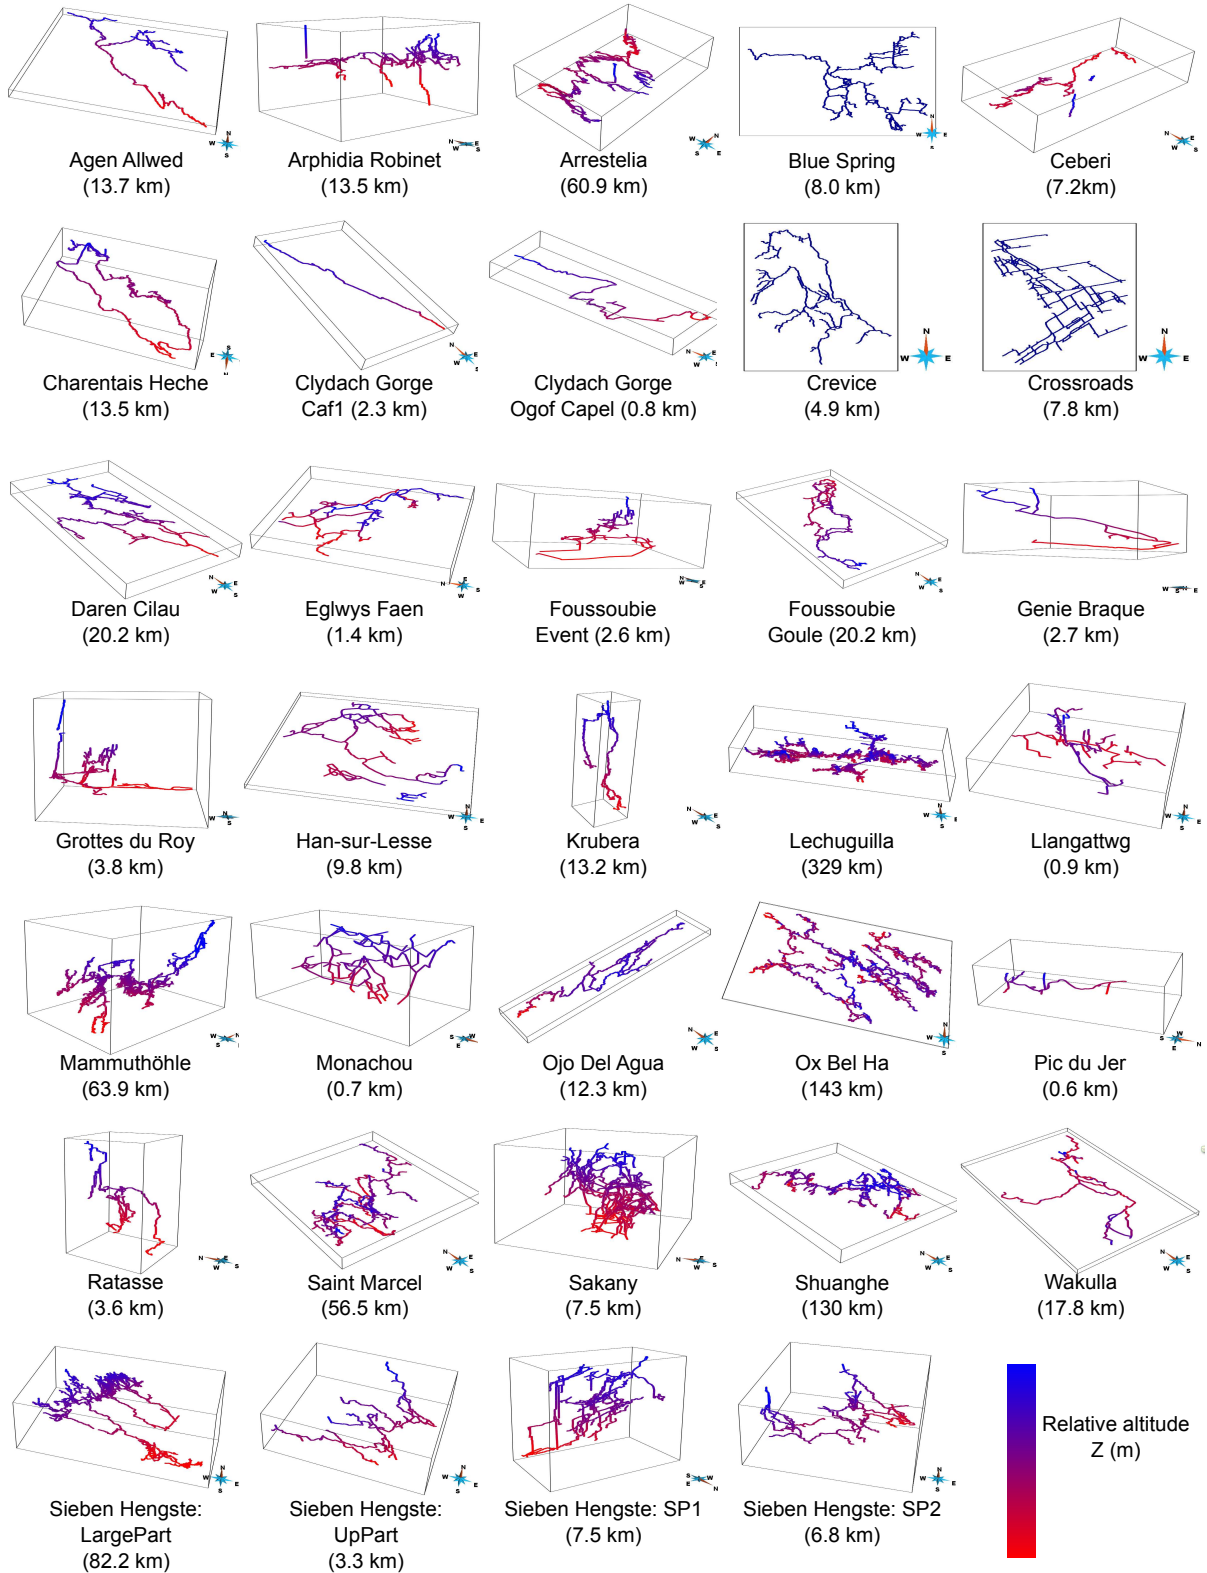 Agen Allwed
(13.7 km)
Arphidia Robinet
(13.5 km)
Arrestelia
(60.9 km)
Blue Spring
(8.0 km)
Ceberi
(7.2km)
Charentais Heche
(13.5 km)
Clydach Gorge
Caf1 (2.3 km)
Clydach Gorge
Ogof Capel (0.8 km)
Crevice
(4.9 km)
N
W E
Crossroads
(7.8 km)
N
W E
Daren Cilau
(20.2 km)
Eglwys Faen
(1.4 km)
Foussoubie
Event (2.6 km)
Foussoubie
Goule (20.2 km)
Genie Braque
(2.7 km)
Grottes du Roy
(3.8 km)
Han-sur-Lesse
(9.8 km)
Krubera
(13.2 km)
Lechuguilla
(329 km)
Llangattwg
(0.9 km)
Mammuthöhle
(63.9 km)
Monachou
(0.7 km)
Ojo Del Agua
(12.3 km)
Ox Bel Ha
(143 km)
Pic du Jer
(0.6 km)
Ratasse
(3.6 km)
Saint Marcel
(56.5 km)
Sakany
(7.5 km)
Shuanghe
(130 km)
Wakulla
(17.8 km)
Sieben Hengste:
LargePart
(82.2 km)
Sieben Hengste:
UpPart
(3.3 km)
Sieben Hengste: SP1
(7.5 km)
Sieben Hengste: SP2
(6.8 km)
Relative altitude
Z (m)